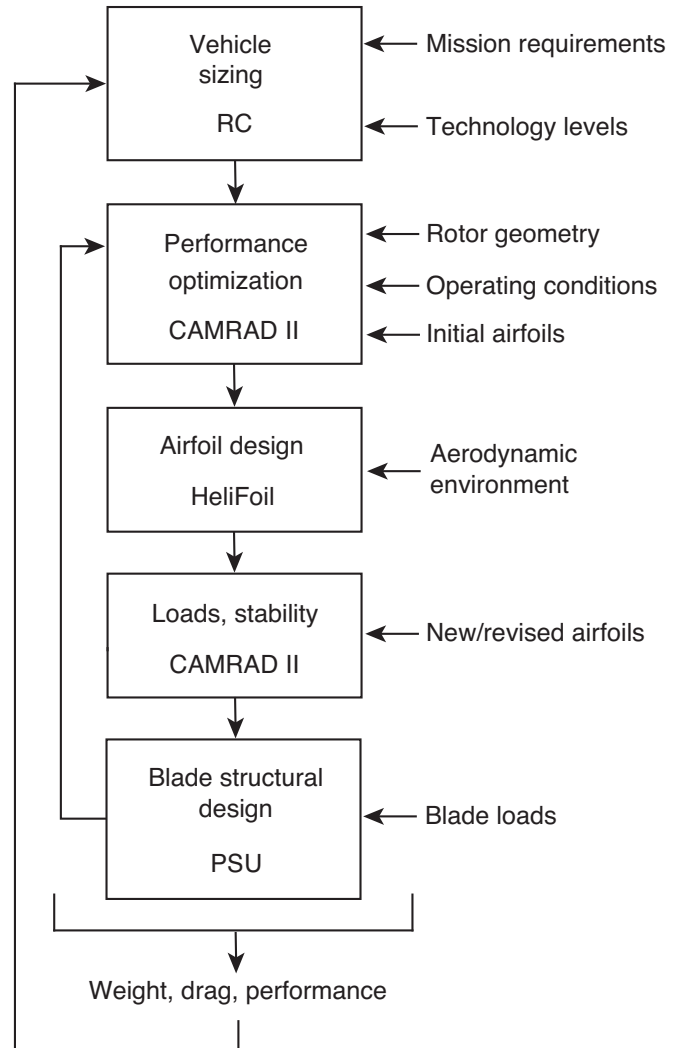 Vehicle
sizing
RC
Mission requirements
Technology levels
Performance
optimization
CAMRAD II
Rotor geometry
Operating conditions
Initial airfoils
Airfoil design
HeliFoil
Aerodynamic
environment
Loads, stability
CAMRAD II
New/revised airfoils
Blade structural
design
PSU
Blade loads
Weight, drag, performance